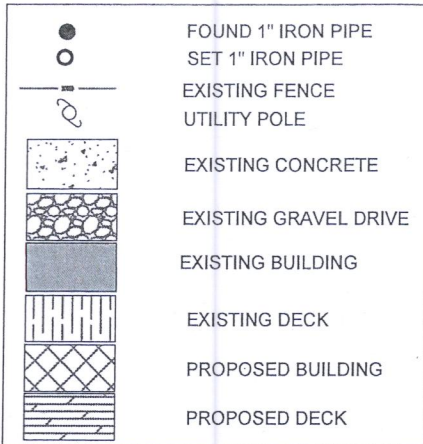 FOUND 1" IRON PIPE
SET 1" IRON PIPE
EXISTING FENCE
UTILITY POLE
EXISTING CONCRETE
EXISTING GRAVEL DRIVE
EXISTING BUILDING
EXISTING DECK
PROPOSED BUILDING
PROPOSED DECK